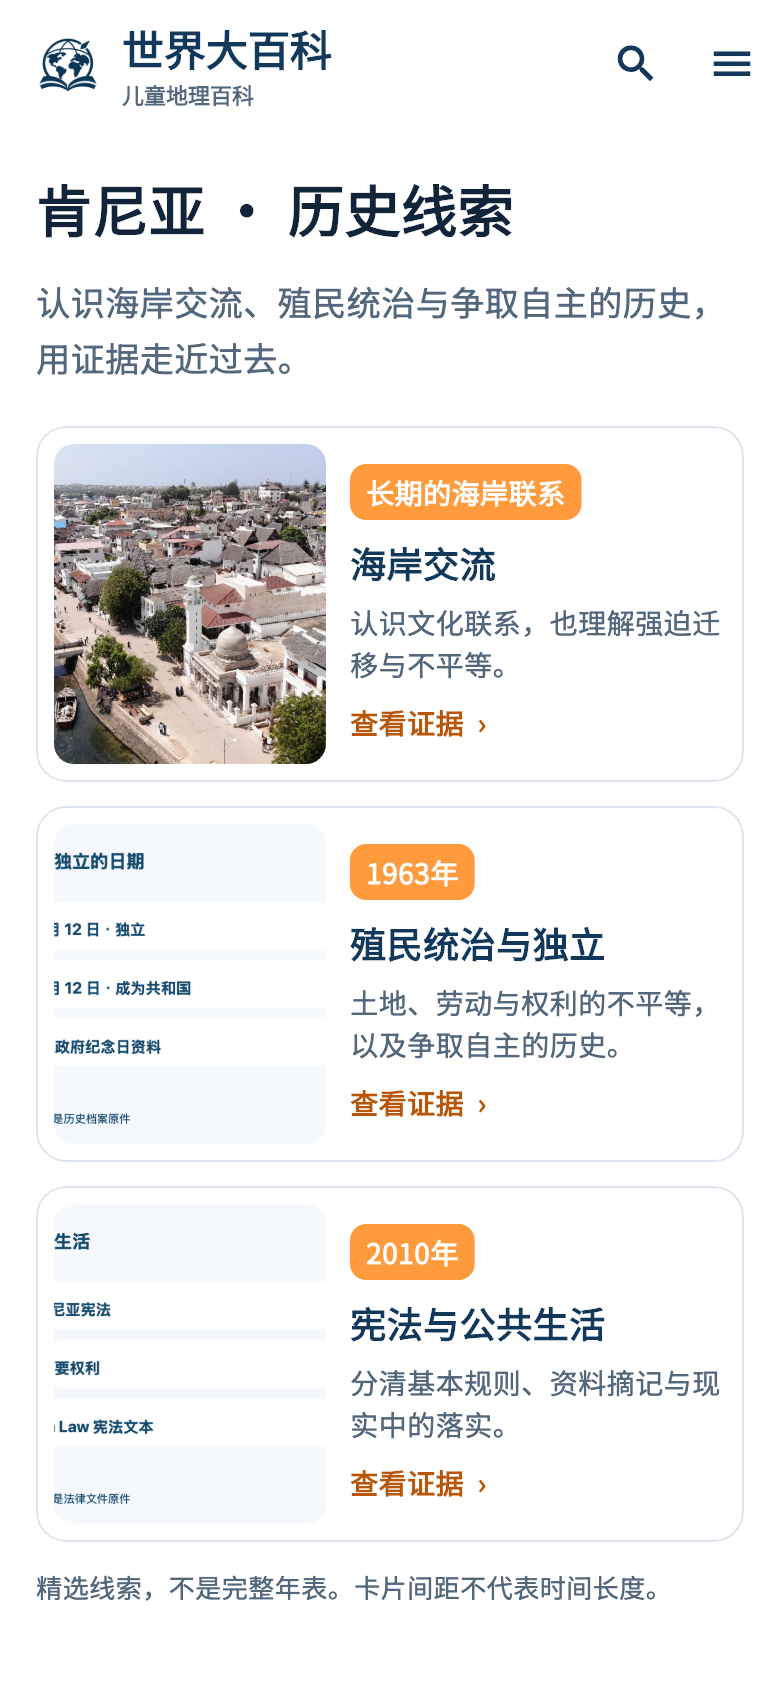 世界大百科
儿童地理百科
肯尼亚 · 历史线索
认识海岸交流、殖民统治与争取自主的历史，
用证据走近过去。
长期的海岸联系
海岸交流
认识文化联系，也理解强迫迁
移与不平等。
查看证据 ›
独立的日期
12 日 · 独立
12 日 · 成为共和国
政府纪念日资料
是历史档案原件
1963年
殖民统治与独立
土地、劳动与权利的不平等，
以及争取自主的历史。
查看证据 ›
生活
尼亚宪法
要权利
Law 宪法文本
是法律文件原件
2010年
宪法与公共生活
分清基本规则、资料摘记与现
实中的落实。
查看证据 ›
精选线索，不是完整年表。卡片间距不代表时间长度。